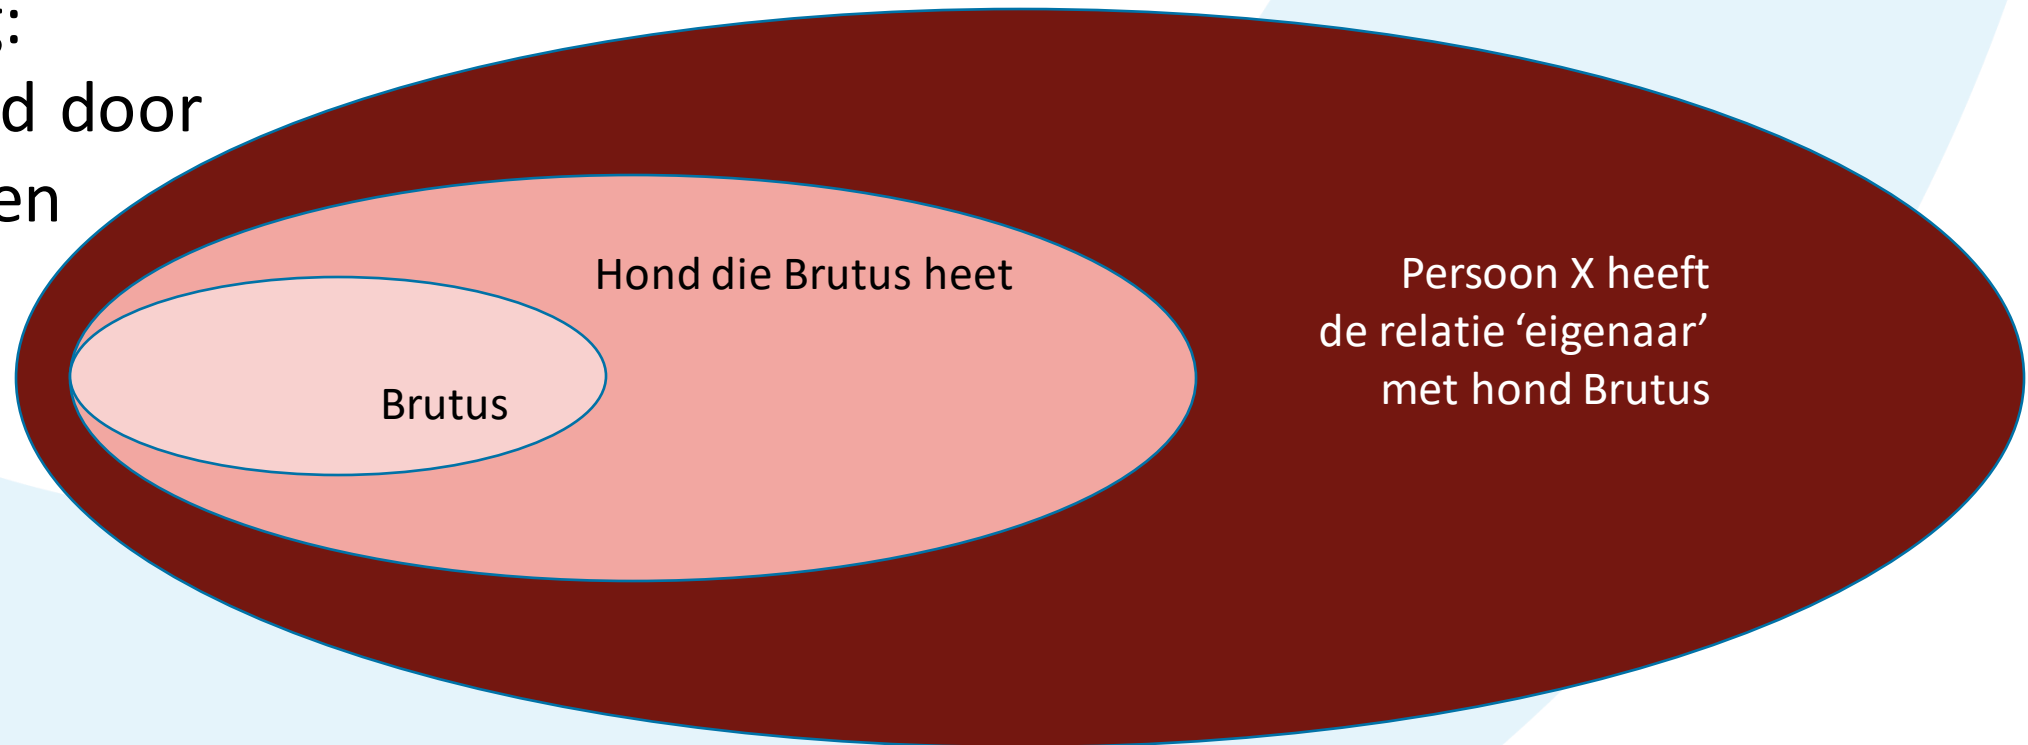 door
en
Hond die Brutus heet
Brutus
Persoon X heeft
de relatie ‘eigenaar’
met hond Brutus